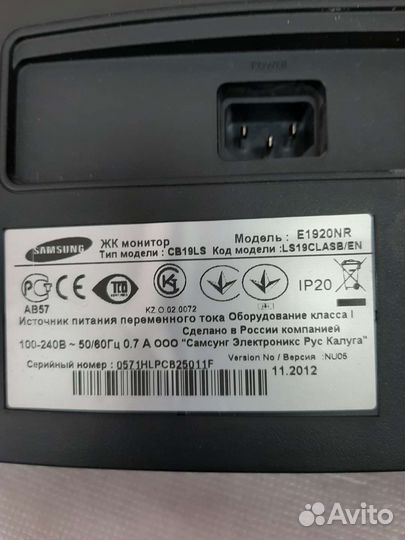 POWER
SAMSUNG
ЖК монитор
Модель : E1920NR
Тип модели : CB19LS Код модели : LS19CLASB/EN
АВ57
KZ.O.02.0072
IP20
Источник питания переменного тока Оборудование класса I
Сделано в России компанией
100-240В ~ 50/60Гц 0.7 А ООО "Самсунг Электроникс Рус Калуга"
Серийный номер : 0571HLPCB25011F
Version No / Версия : NU05
11.2012
Avito